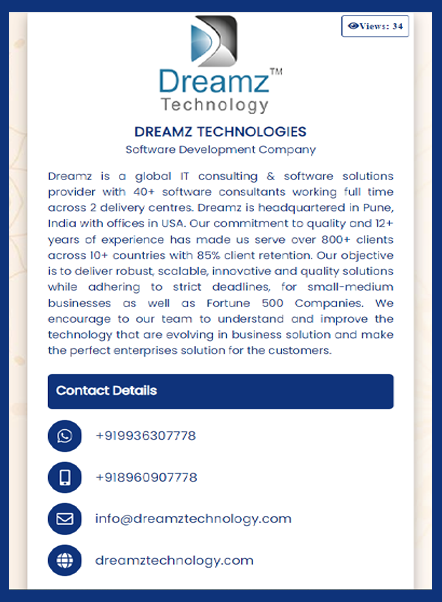 Views: 34
Dreamz™
Technology
DREAMZ TECHNOLOGIES
Software Development Company
Dreamz is a global IT consulting & software solutions
provider with 40+ software consultants working full time
across 2 delivery centres. Dreamz is headquartered in Pune,
India with offices in USA. Our commitment to quality and 12+
years of experience has made us serve over 800+ clients
across 10+ countries with 85% client retention. Our objective
is to deliver robust, scalable, innovative and quality solutions
while adhering to strict deadlines, for small-medium
businesses as well as Fortune 500 Companies. We
encourage to our team to understand and improve the
technology that are evolving in business solution and make
the perfect enterprises solution for the customers.
Contact Details
+919936307778
+918960907778
info@dreamztechnology.com
dreamztechnology.com